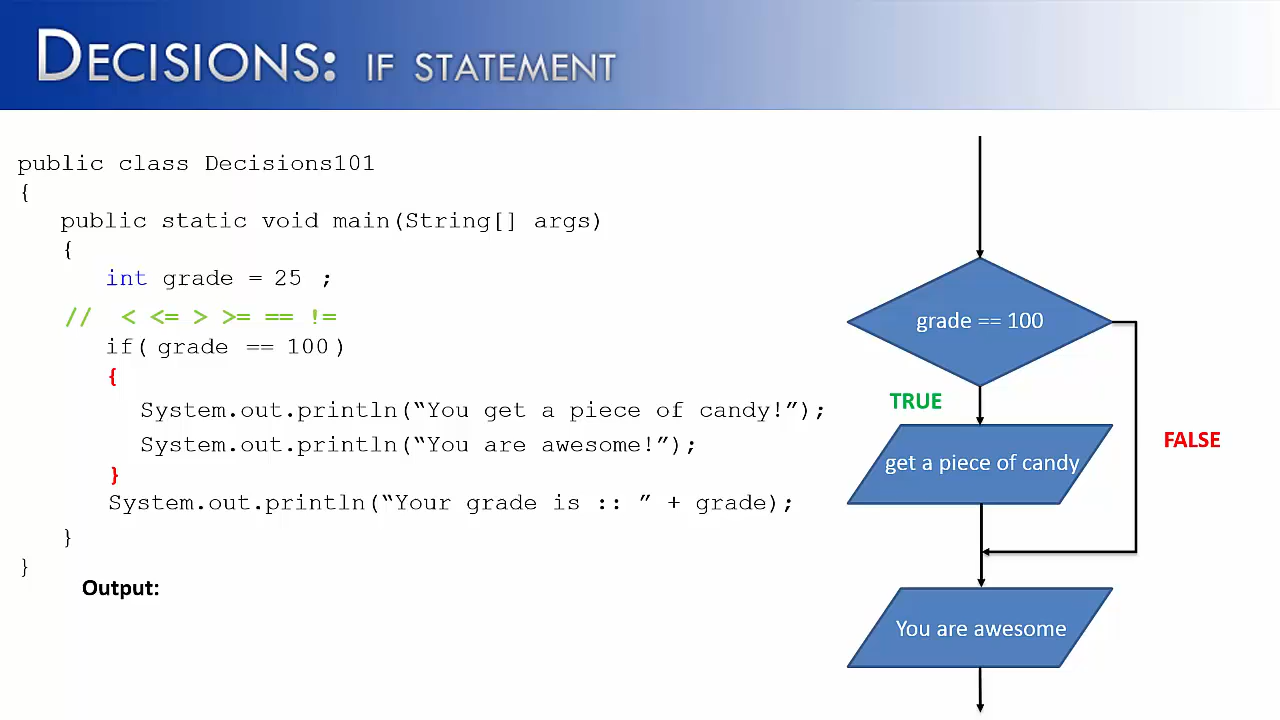 DECISIONS: IF STATEMENT
public class Decisions101
{
public static void main(String[] args)
{
int grade = 25 ;
// < <= > >= == !=
if( grade == 100)
{
System.out.println(“You get a piece of candy!”);
System.out.println(“You are awesome!”);
}
System.out.println(“Your grade is :: ” + grade);
}
}
Output:
grade == 100
TRUE
FALSE
get a piece of candy
You are awesome